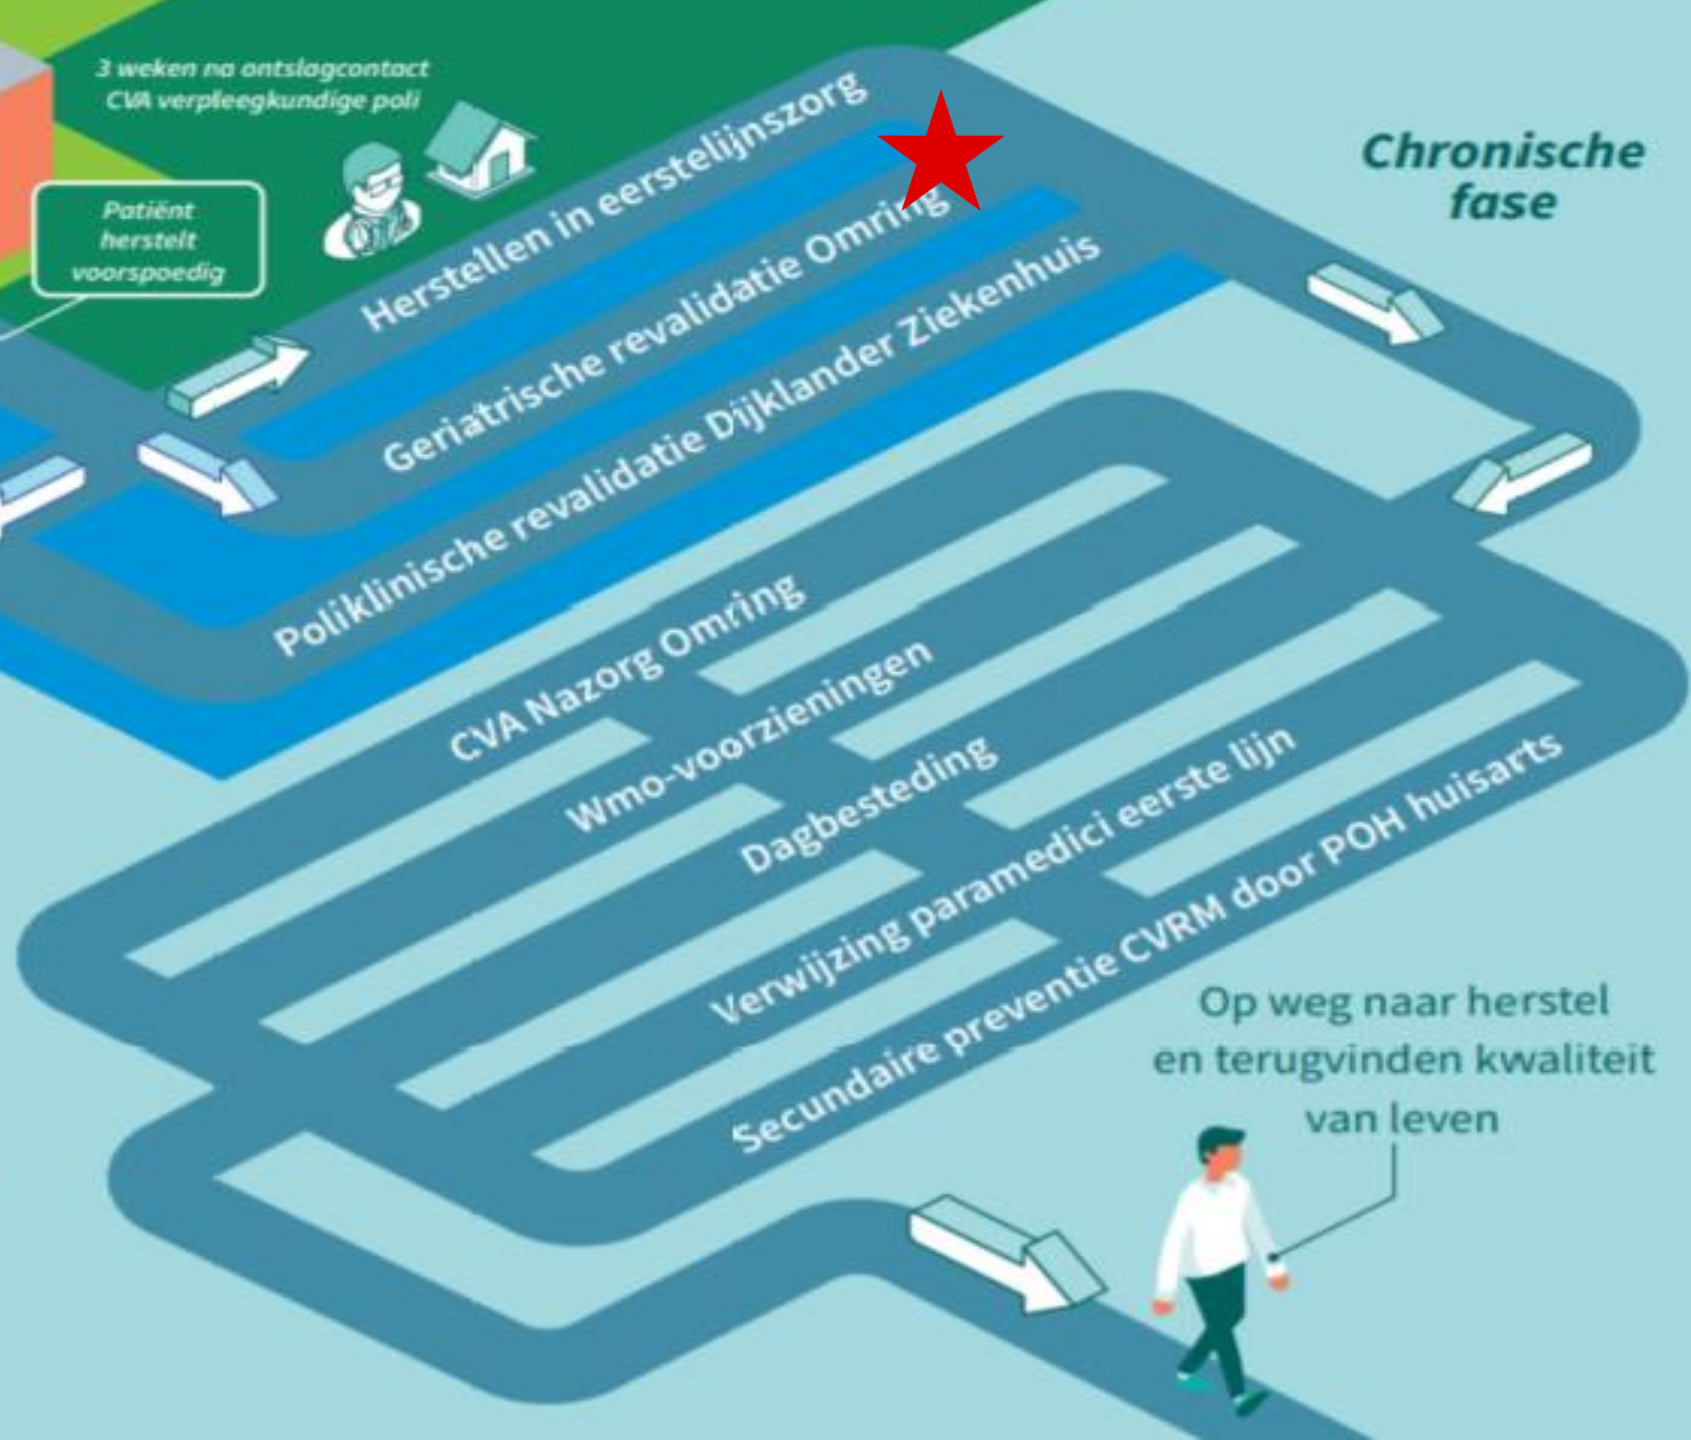 3 weken na ontslagcontact
CVA verpleegkundige poli
Patiënt
herstelt
voorspoedig
Herstellen in eerstelijnszorg
Geriatrische revalidatie Omring
Poliklinische revalidatie Dijklander Ziekenhuis
Chronische
fase
CVA Nazorg Omring
Wmo-voorzieningen
Dagbesteding
Verwijzing paramedici eerste lijn
Secundaire preventie CVRM door POH huisarts
Op weg naar herstel
en terugvinden kwaliteit
van leven